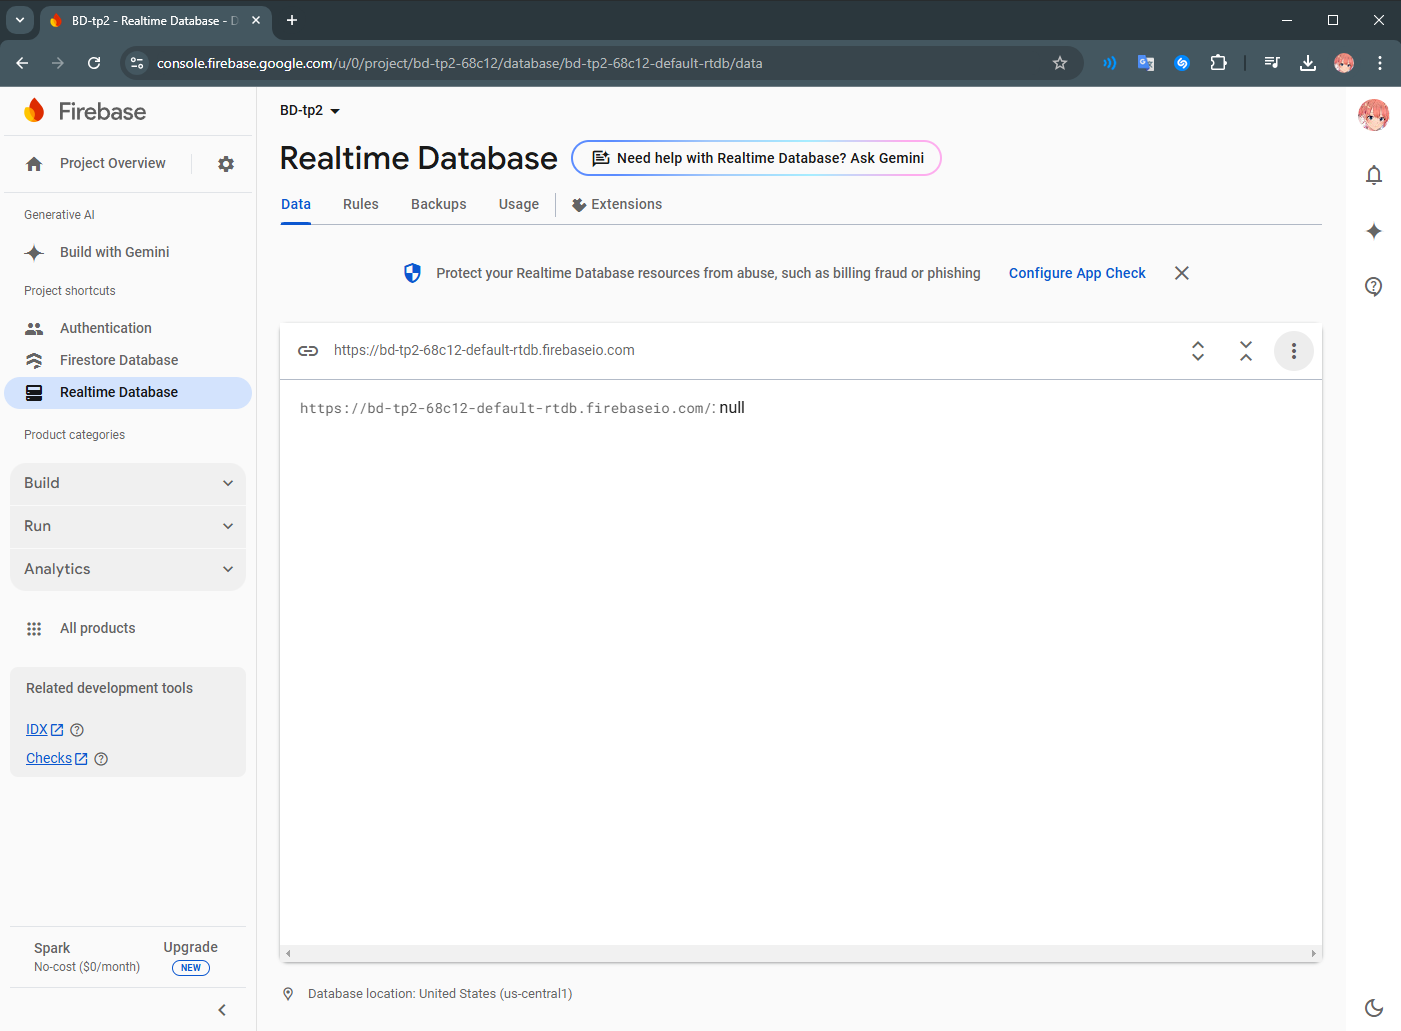 BD-tp2 - Realtime Database - D
console.firebase.google.com/u/0/project/bd-tp2-68c12/database/bd-tp2-68c12-default-rtdb/data
Firebase
Project Overview
Generative AI
Build with Gemini
Project shortcuts
Authentication
Firestore Database
Realtime Database
Product categories
Build
Run
Analytics
All products
Related development tools
IDX
Checks
Spark
No-cost ($0/month)
Upgrade
NEW
BD-tp2
Realtime Database
Need help with Realtime Database? Ask Gemini
Data Rules Backups Usage Extensions
Protect your Realtime Database resources from abuse, such as billing fraud or phishing Configure App Check
https://bd-tp2-68c12-default-rtdb.firebaseio.com
https://bd-tp2-68c12-default-rtdb.firebaseio.com/: null
Database location: United States (us-central1)